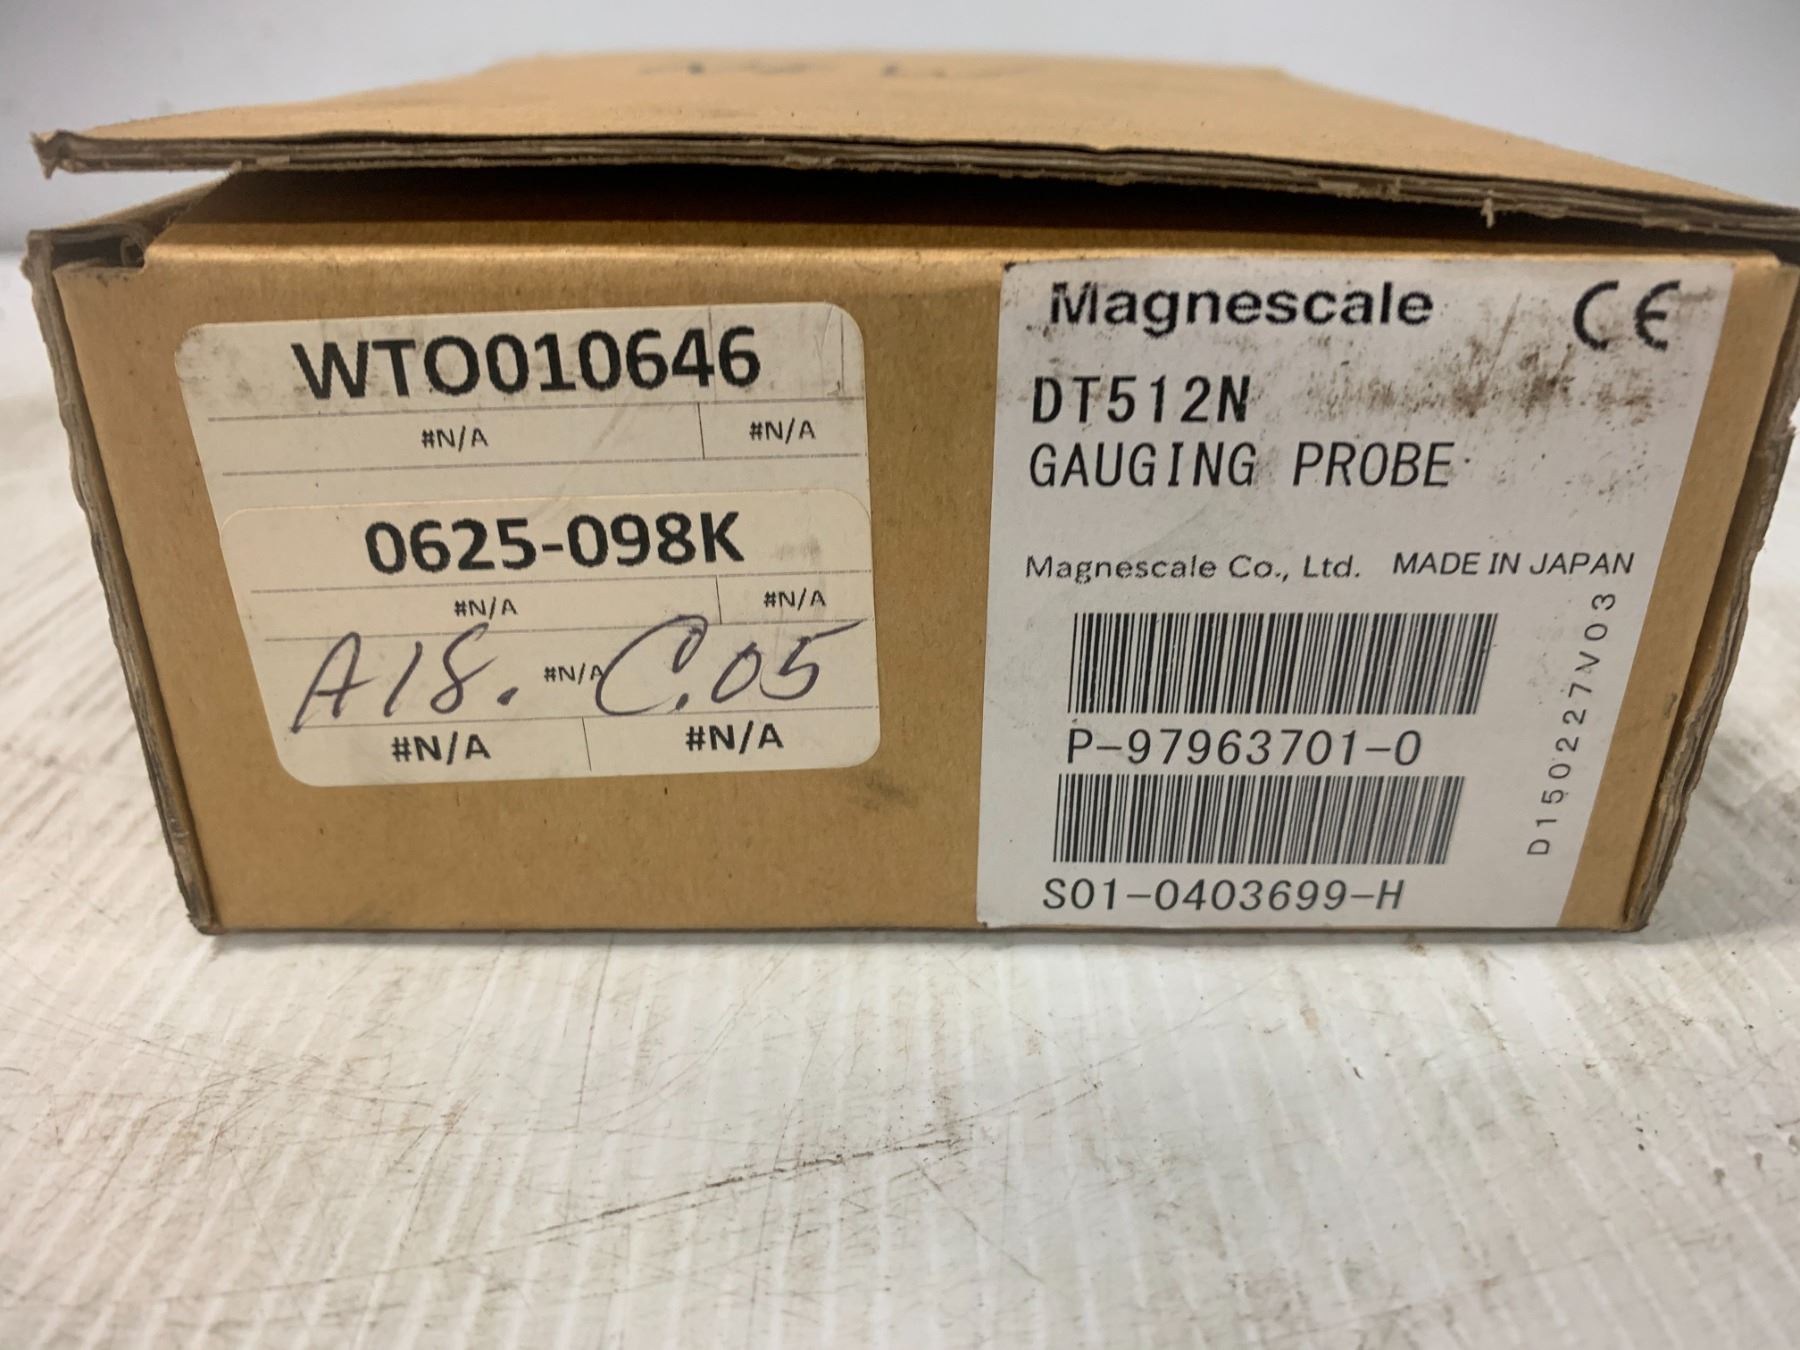 WTO010646
#N/A #N/A
0625-098K
#N/A #N/A
A18. #N/A C.05
#N/A #N/A
Magnescale CE
DT512N
GAUGING PROBE
Magnescale Co., Ltd. MADE IN JAPAN
P-97963701-0
S01-0403699-H
D150227V03